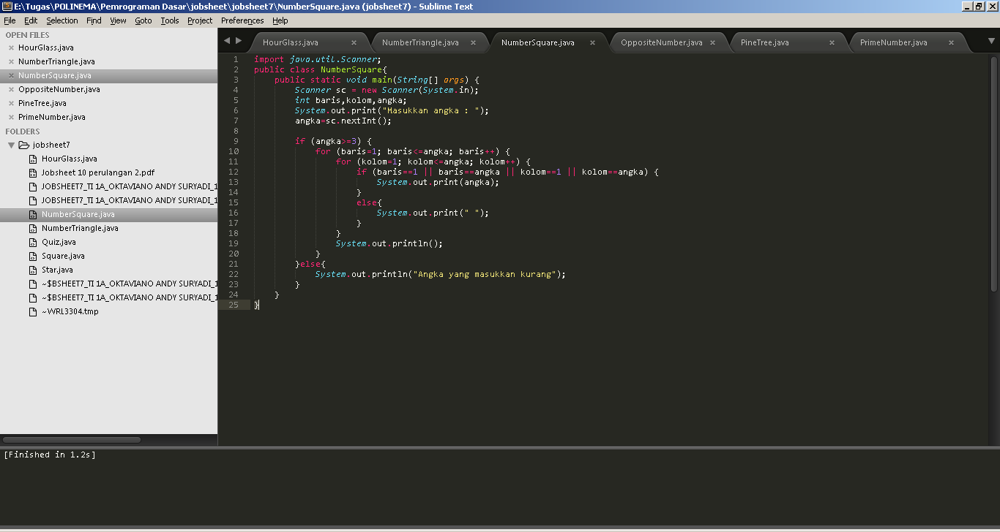 E:\Tugas\POLINEMA\Pemrograman Dasar\jobsheet\jobsheet7\NumberSquare.java (jobsheet7) - Sublime Text
File Edit Selection Find View Goto Tools Project Preferences Help
OPEN FILES
HourGlass.java
NumberTriangle.java
NumberSquare.java
OppositeNumber.java
PineTree.java
PrimeNumber.java
FOLDERS
jobsheet7
HourGlass.java
Jobsheet 10 perulangan 2.pdf
JOBSHEET7_TI 1A_OKTAVIANO ANDY SURYADI_1
JOBSHEET7_TI 1A_OKTAVIANO ANDY SURYADI_1
NumberSquare.java
NumberTriangle.java
Quiz.java
Square.java
Star.java
~$BSHEET7_TI 1A_OKTAVIANO ANDY SURYADI_1
~$BSHEET7_TI 1A_OKTAVIANO ANDY SURYADI_1
~WRL3304.tmp
HourGlass.java NumberTriangle.java NumberSquare.java OppositeNumber.java PineTree.java PrimeNumber.java
1 import java.util.Scanner;
2 public class NumberSquare{
3 public static void main(String[] args) {
4 Scanner sc = new Scanner(System.in);
5 int baris,kolom,angka;
6 System.out.print("Masukkan angka : ");
7 angka=sc.nextInt();
8
9 if (angka>=3) {
10 for (baris=1; baris<=angka; baris++) {
11 for (kolom=1; kolom<=angka; kolom++) {
12 if (baris==1 || baris==angka || kolom==1 || kolom==angka) {
13 System.out.print(angka);
14 }
15 else{
16 System.out.print(" ");
17 }
18 }
19 System.out.println();
20 }
21 }else{
22 System.out.println("Angka yang masukkan kurang");
23 }
24 }
25 }
[Finished in 1.2s]